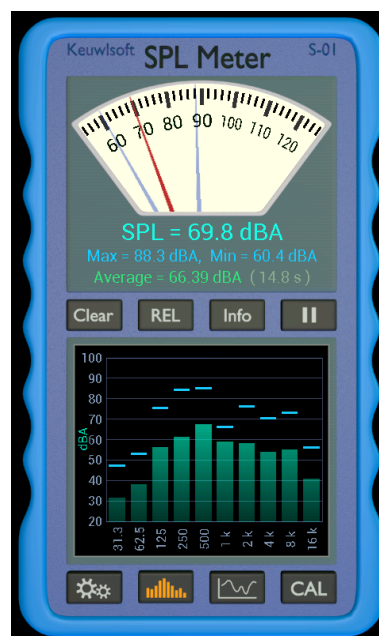 Keuwlsoft SPL Meter S-01
60 70 80 90 100 110 120
SPL = 69.8 dBA
Max = 88.3 dBA, Min = 60.4 dBA
Average = 66.39 dBA (14.8 s)
Clear REL Info
100
90
80
70
60
50
40
30
20
dBA
31.3 62.5 125 250 500 1 k 2 k 4 k 8 k 16 k
CAL